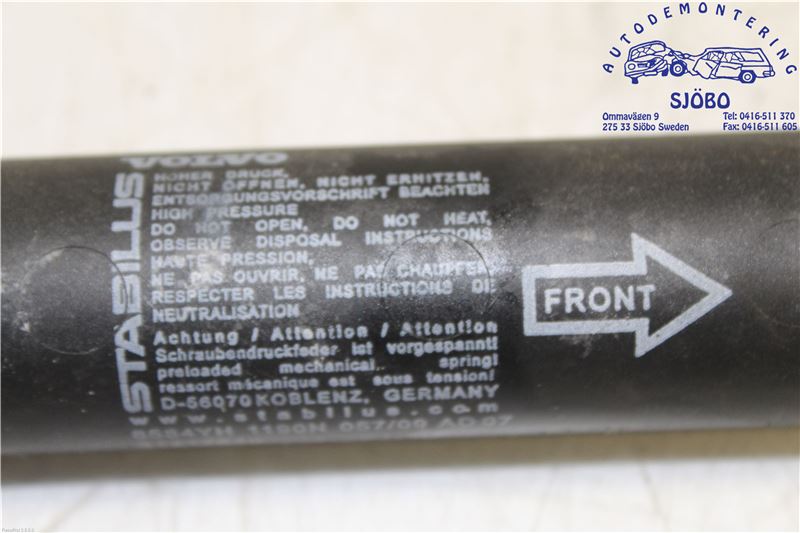 AUTODEMONTERING
SJÖBO
Ommavägen 9
275 33 Sjöbo Sweden
Tel: 0416-511 370
Fax: 0416-511 605
STABILUS
VOLVO
HOHER DRUCK,
NICHT ÖFFNEN, NICHT ERHITZEN,
ENTSORGUNGSVORSCHRIFT BEACHTEN
HIGH PRESSURE
DO NOT OPEN, DO NOT HEAT,
OBSERVE DISPOSAL INSTRUCTIONS
HAUTE PRESSION,
NE PAS OUVRIR, NE PAS CHAUFFER,
RESPECTER LES INSTRUCTIONS DE
NEUTRALISATION
Achtung / Attention / Attention
Schraubendruckfeder ist vorgespannt!
preloaded mechanical spring!
ressort mécanique est sous tension!
D-56070 KOBLENZ, GERMANY
www.stabilus.com
1190N 057/09
FRONT